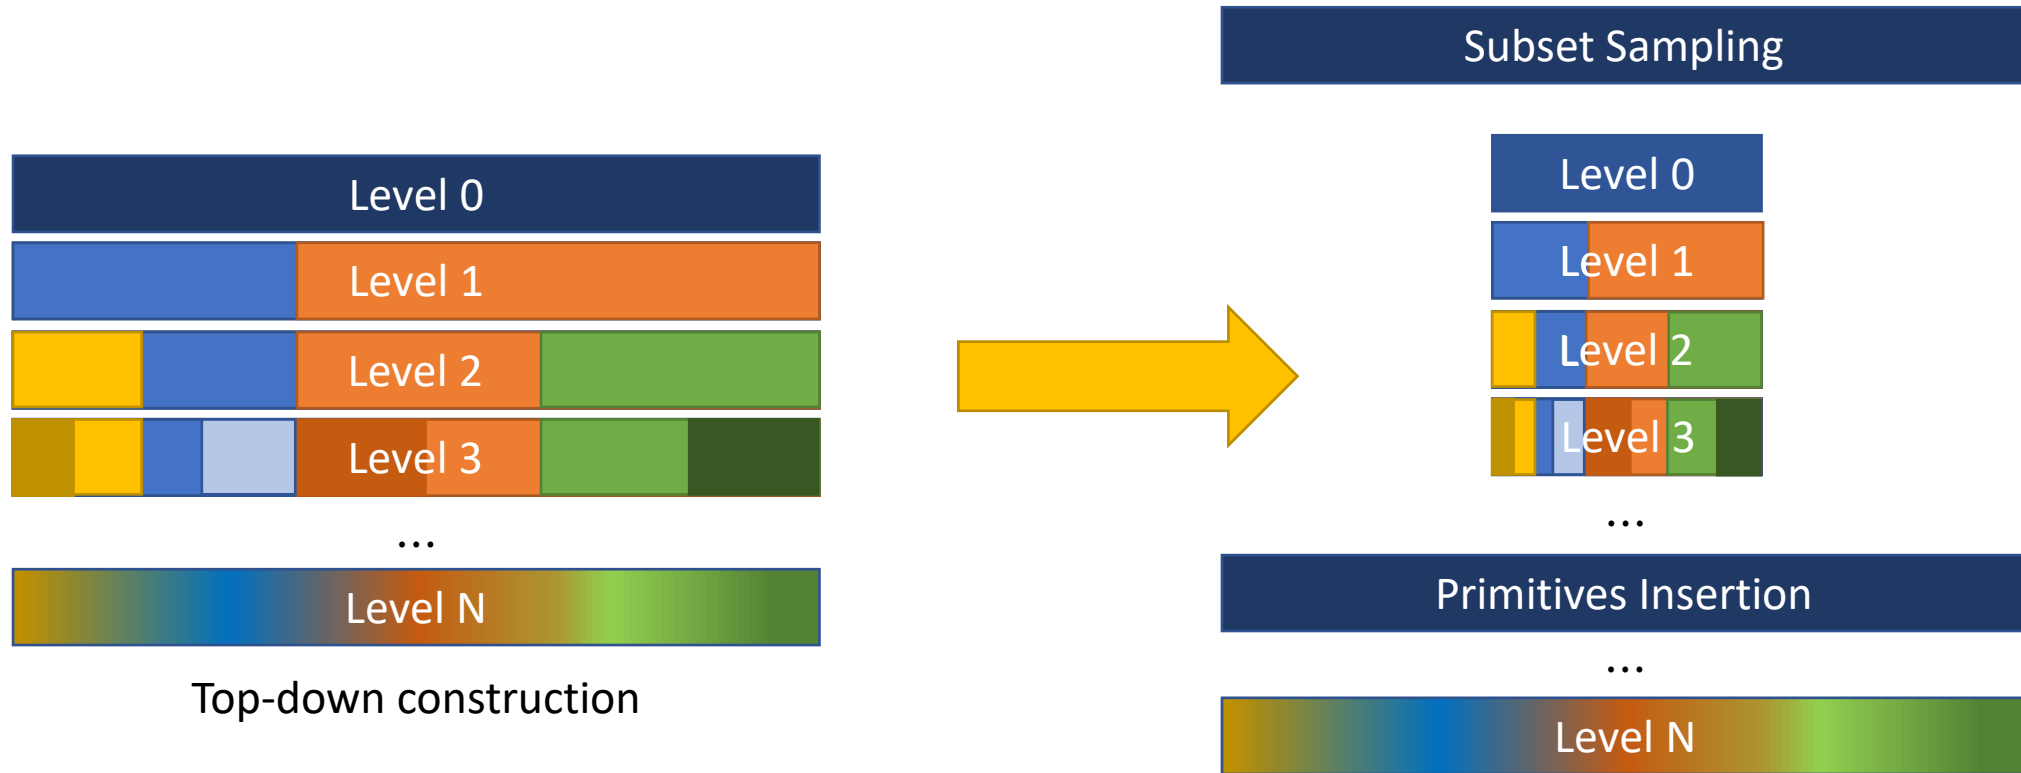 Level 0
Level 1
Level 2
Level 3
...
Level N
Top-down construction
Subset Sampling
Level 0
Level 1
Level 2
Level 3
...
Primitives Insertion
...
Level N